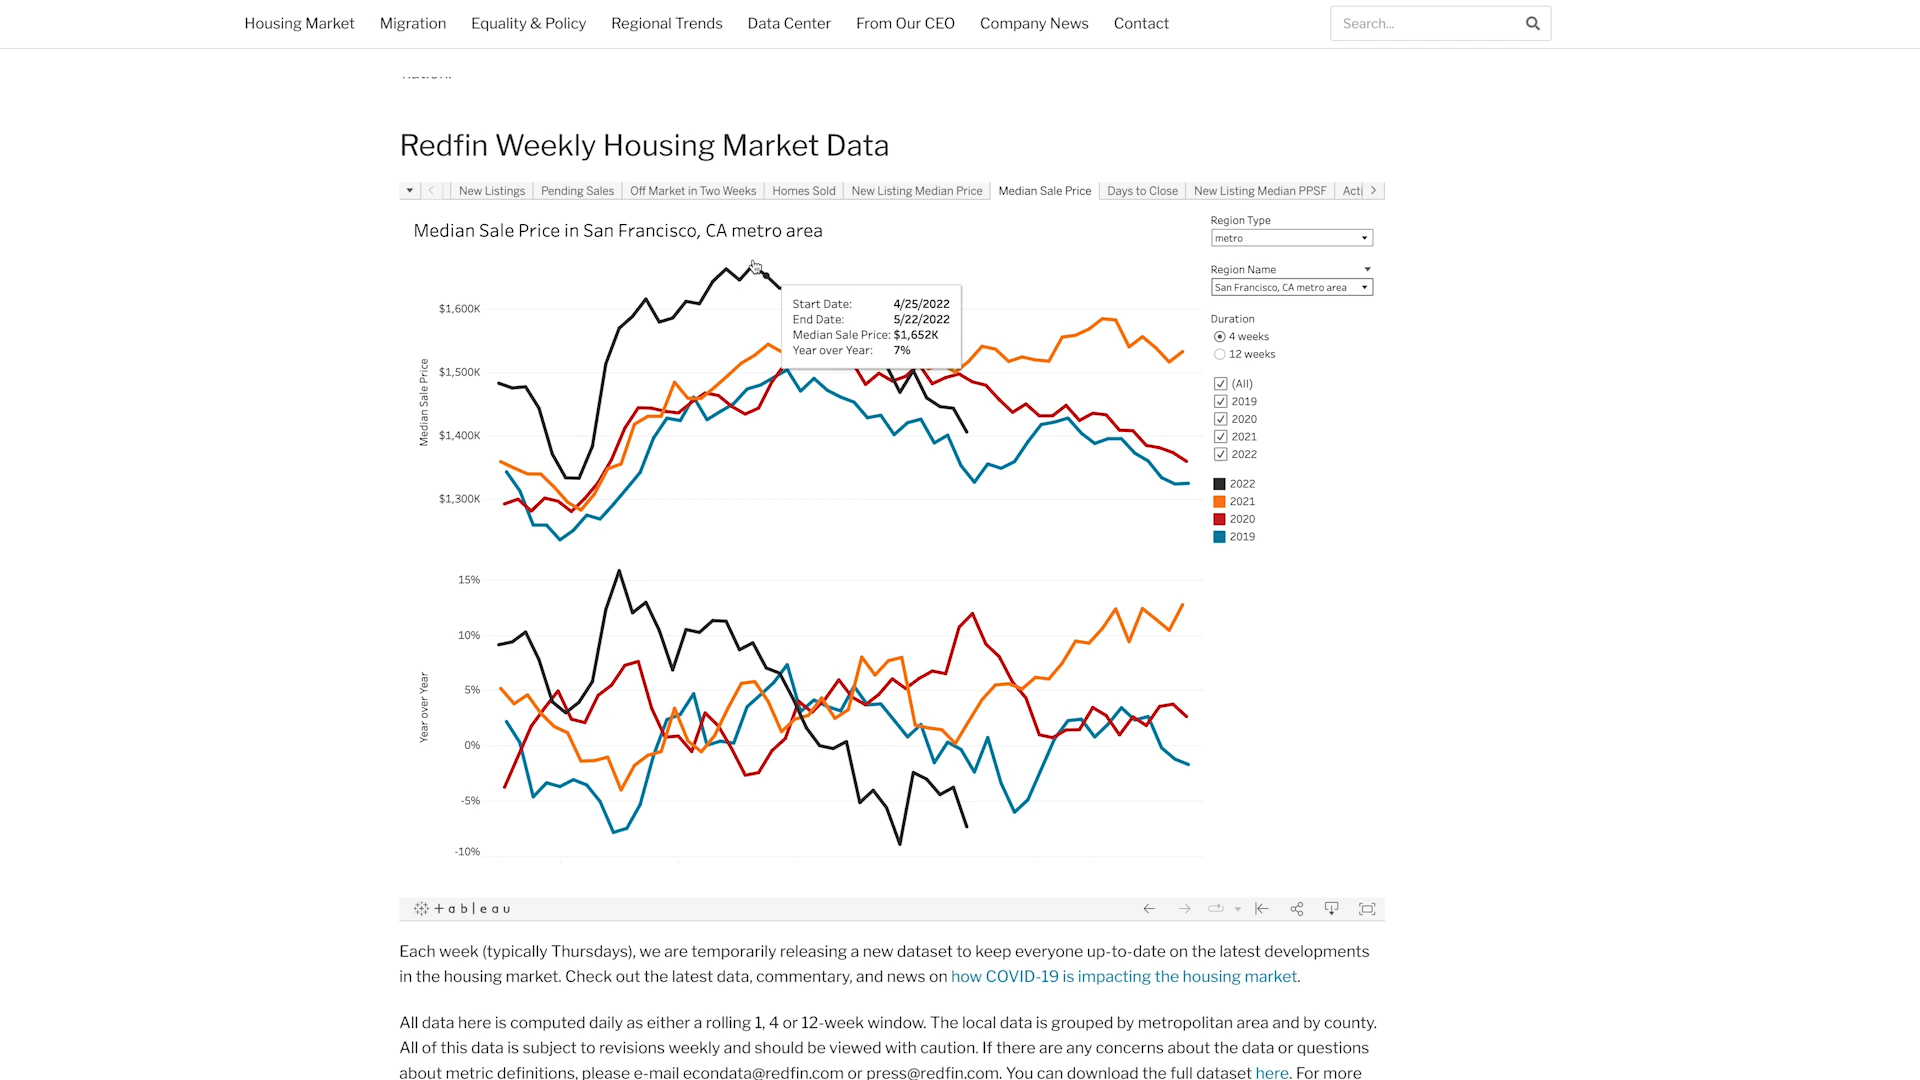 Housing Market Migration Equality & Policy Regional Trends Data Center From Our CEO Company News Contact Search...
Redfin Weekly Housing Market Data
New Listings Pending Sales Off Market in Two Weeks Homes Sold New Listing Median Price Median Sale Price Days to Close New Listing Median PPSF Acti
Median Sale Price in San Francisco, CA metro area
Region Type
metro
Region Name
San Francisco, CA metro area
Duration
4 weeks
12 weeks
(All)
2019
2020
2021
2022
2022
2021
2020
2019
Median Sale Price
$1,600K
$1,500K
$1,400K
$1,300K
Start Date: 4/25/2022
End Date: 5/22/2022
Median Sale Price: $1,652K
Year over Year: 7%
Year over Year
15%
10%
5%
0%
-5%
-10%
+ableau
Each week (typically Thursdays), we are temporarily releasing a new dataset to keep everyone up-to-date on the latest developments
in the housing market. Check out the latest data, commentary, and news on how COVID-19 is impacting the housing market.
All data here is computed daily as either a rolling 1, 4 or 12-week window. The local data is grouped by metropolitan area and by county.
All of this data is subject to revisions weekly and should be viewed with caution. If there are any concerns about the data or questions
about metric definitions, please e-mail econdata@redfin.com or press@redfin.com. You can download the full dataset here. For more